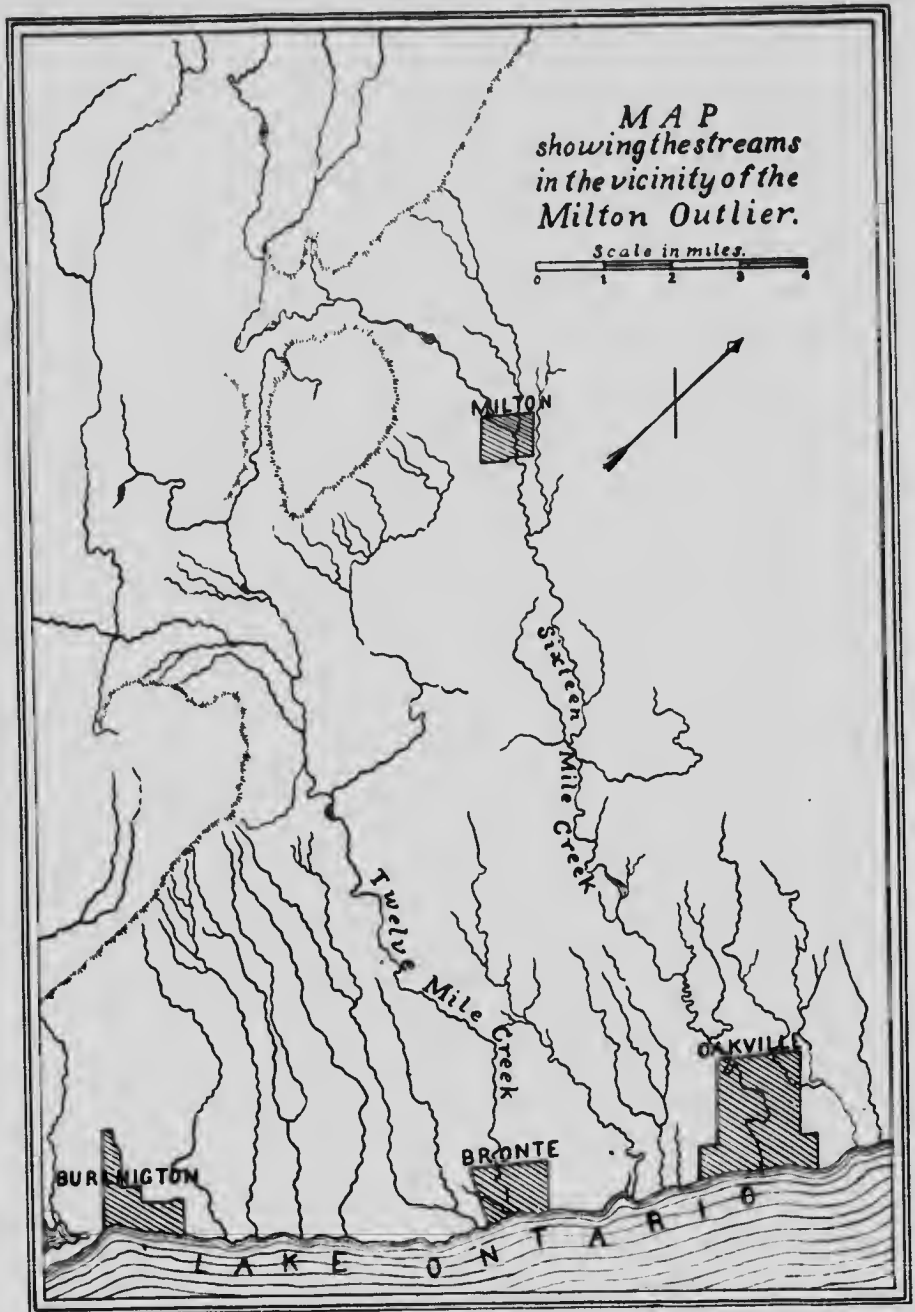 MAP
showing the streams
in the vicinity of the
Milton Outlier.
Scale in miles.
0 1 2 3 4
MILTON
Sixteen Mile Creek
Twelve Mile Creek
OAKVILLE
BRONTE
BURLNIGTON
LAKE ONTARIO